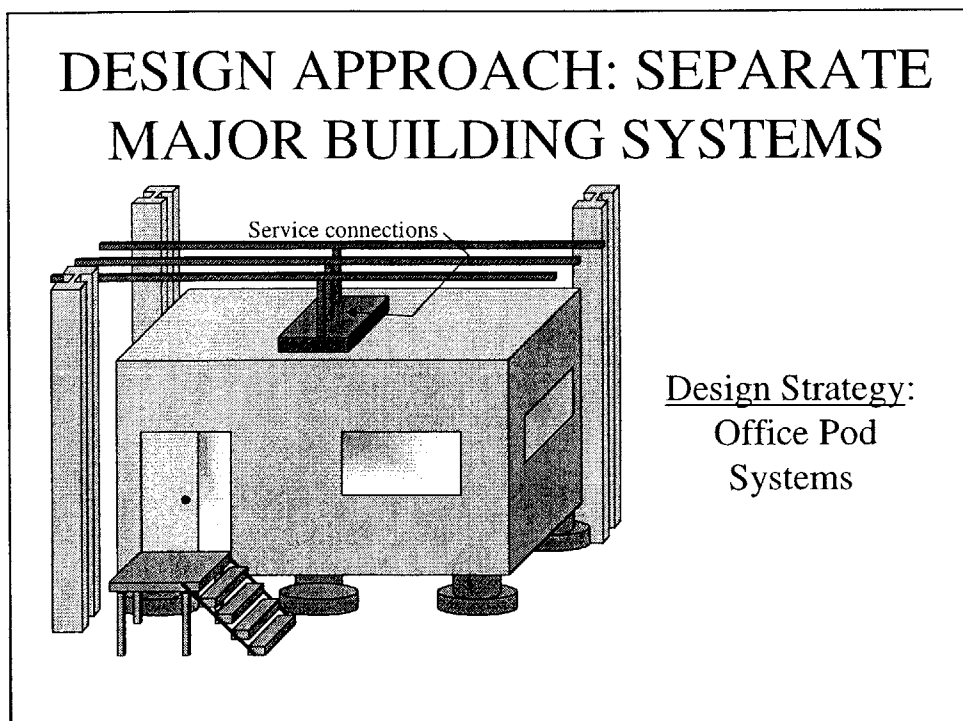 DESIGN APPROACH: SEPARATE
MAJOR BUILDING SYSTEMS
Service connections
Design Strategy:
Office Pod
Systems